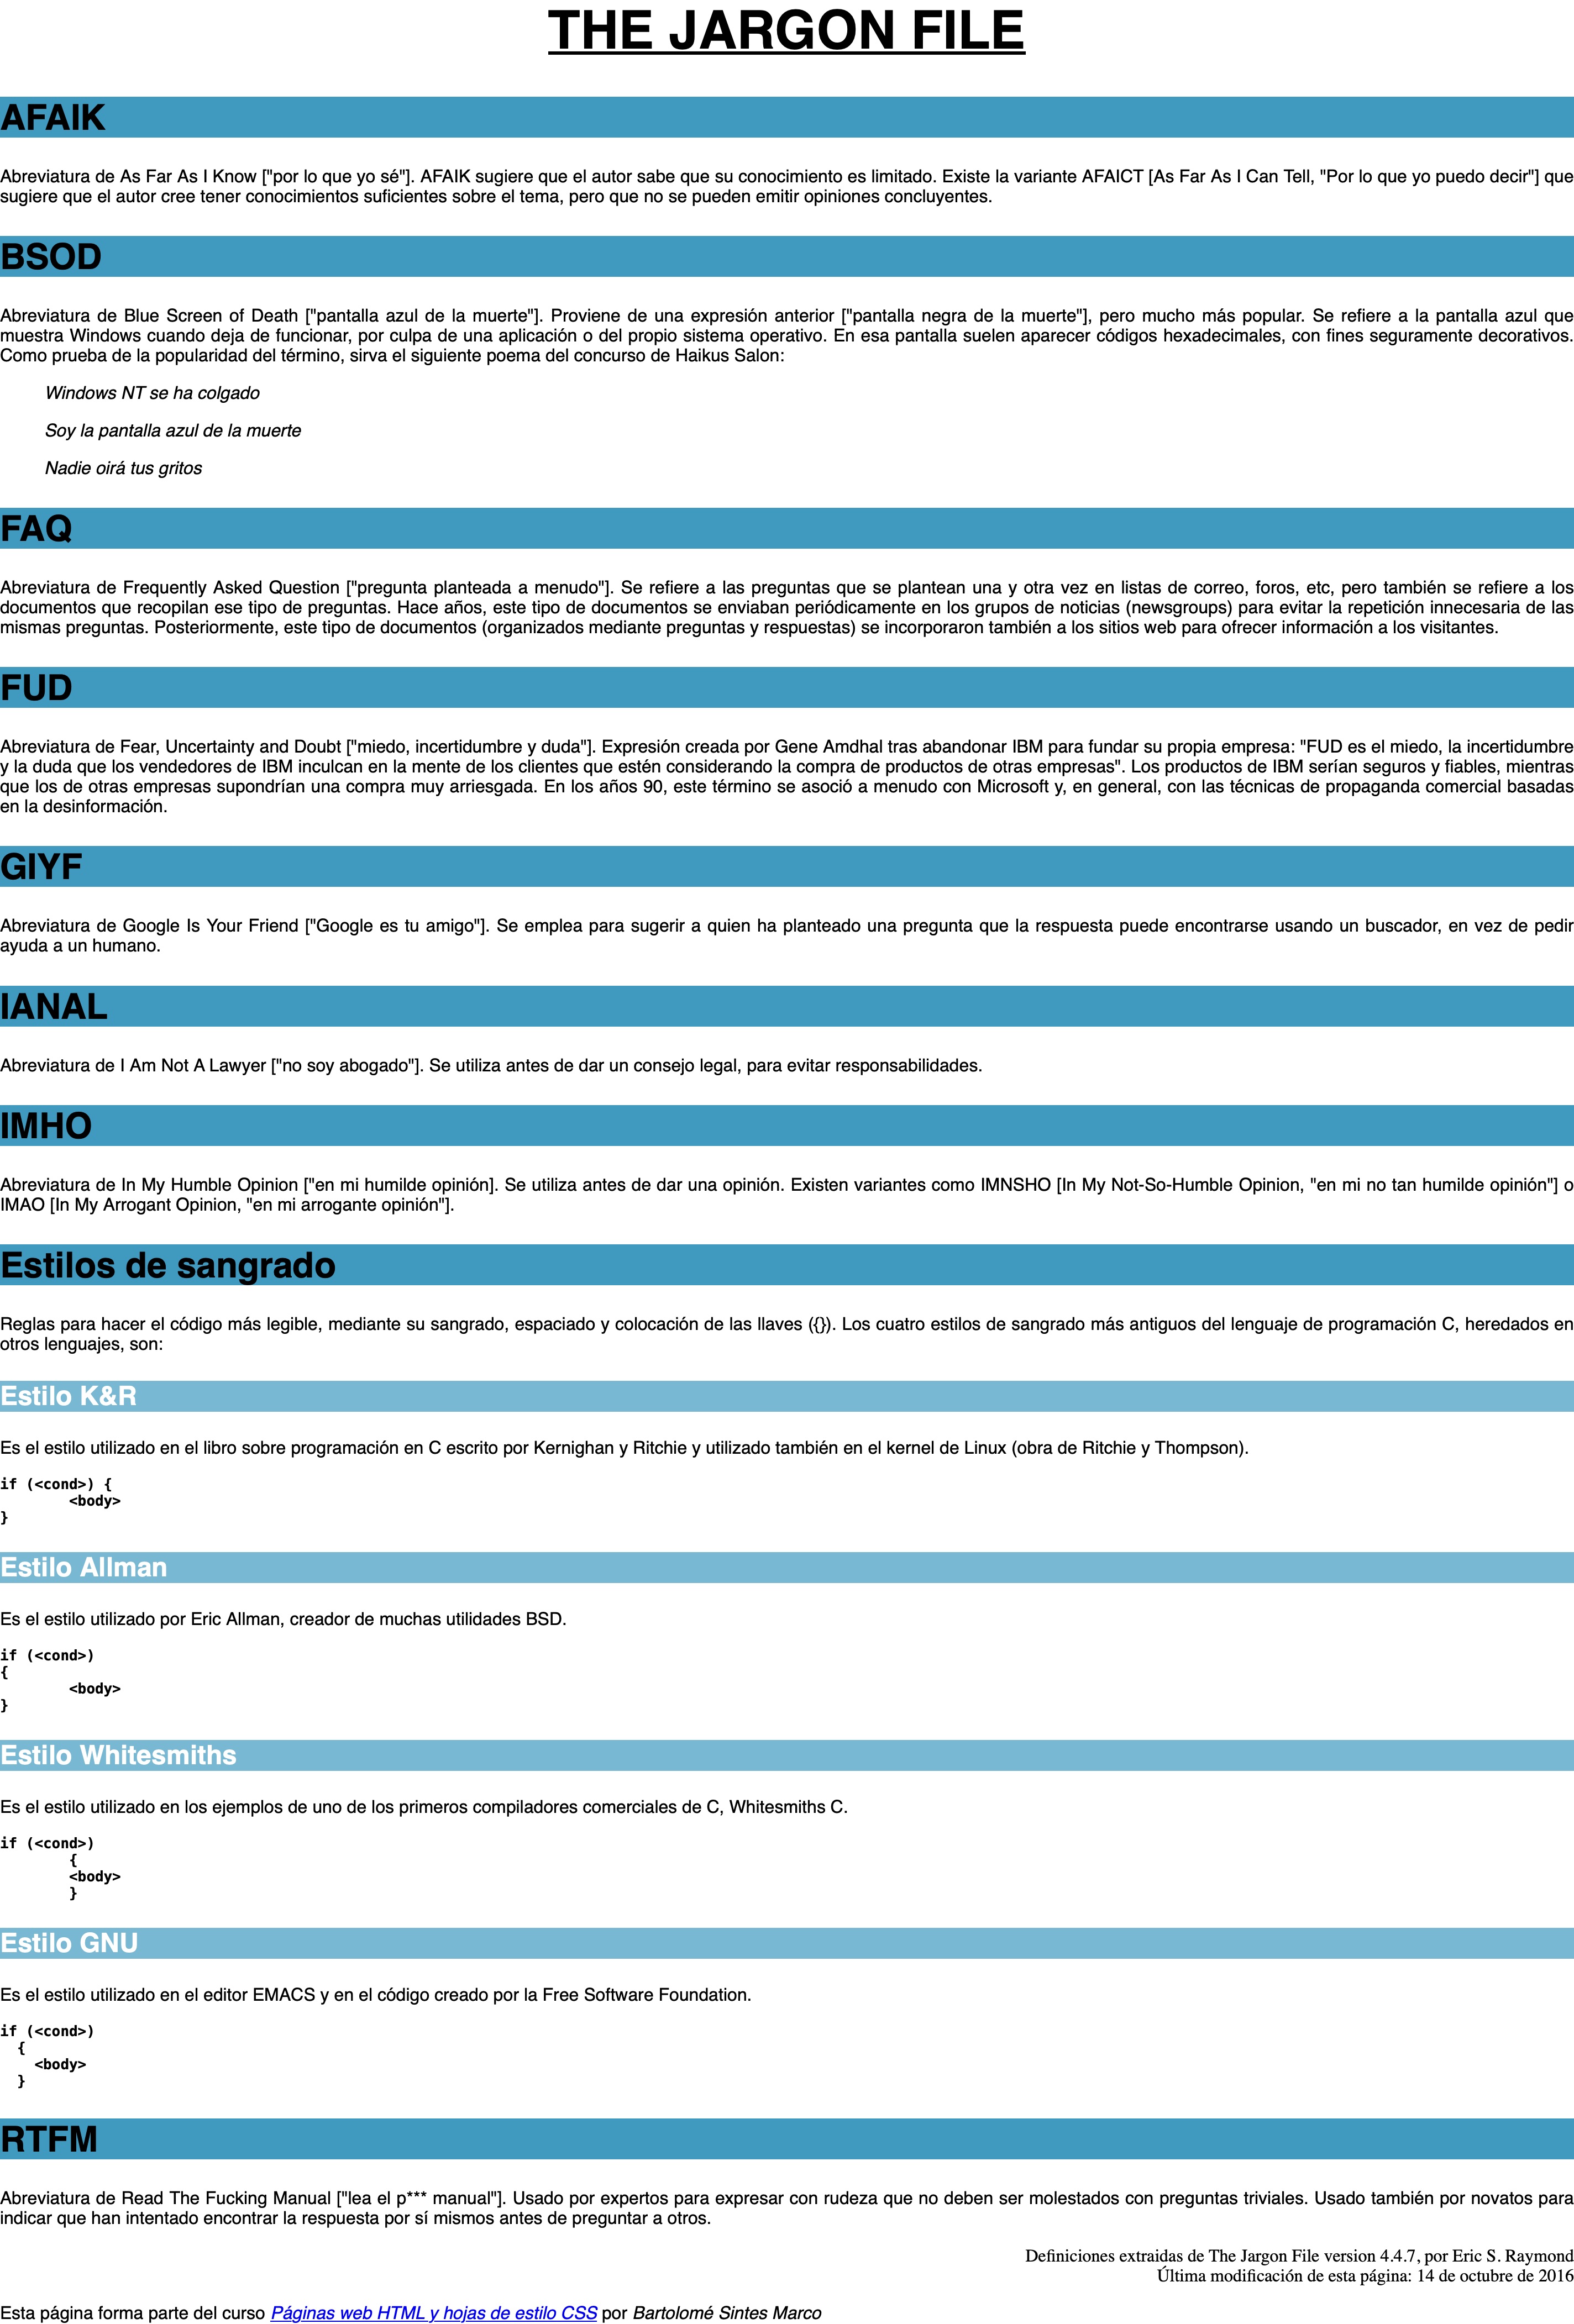 THE JARGON FILE
AFAIK
Abreviatura de As Far As I Know ["por lo que yo sé"]. AFAIK sugiere que el autor sabe que su conocimiento es limitado. Existe la variante AFAICT [As Far As I Can Tell, "Por lo que yo puedo decir"] que
sugiere que el autor cree tener conocimientos suficientes sobre el tema, pero que no se pueden emitir opiniones concluyentes.
BSOD
Abreviatura de Blue Screen of Death ["pantalla azul de la muerte"]. Proviene de una expresión anterior ["pantalla negra de la muerte"], pero mucho más popular. Se refiere a la pantalla azul que
muestra Windows cuando deja de funcionar, por culpa de una aplicación o del propio sistema operativo. En esa pantalla suelen aparecer códigos hexadecimales, con fines seguramente decorativos.
Como prueba de la popularidad del término, sirva el siguiente poema del concurso de Haikus Salon:
Windows NT se ha colgado
Soy la pantalla azul de la muerte
Nadie oirá tus gritos
FAQ
Abreviatura de Frequently Asked Question ["pregunta planteada a menudo"]. Se refiere a las preguntas que se plantean una y otra vez en listas de correo, foros, etc, pero también se refiere a los
documentos que recopilan ese tipo de preguntas. Hace años, este tipo de documentos se enviaban periódicamente en los grupos de noticias (newsgroups) para evitar la repetición innecesaria de las
mismas preguntas. Posteriormente, este tipo de documentos (organizados mediante preguntas y respuestas) se incorporaron también a los sitios web para ofrecer información a los visitantes.
FUD
Abreviatura de Fear, Uncertainty and Doubt ["miedo, incertidumbre y duda"]. Expresión creada por Gene Amdhal tras abandonar IBM para fundar su propia empresa: "FUD es el miedo, la incertidumbre
y la duda que los vendedores de IBM inculcan en la mente de los clientes que estén considerando la compra de productos de otras empresas". Los productos de IBM serían seguros y fiables, mientras
que los de otras empresas supondrían una compra muy arriesgada. En los años 90, este término se asoció a menudo con Microsoft y, en general, con las técnicas de propaganda comercial basadas
en la desinformación.
GIYF
Abreviatura de Google Is Your Friend ["Google es tu amigo"]. Se emplea para sugerir a quien ha planteado una pregunta que la respuesta puede encontrarse usando un buscador, en vez de pedir
ayuda a un humano.
IANAL
Abreviatura de I Am Not A Lawyer ["no soy abogado"]. Se utiliza antes de dar un consejo legal, para evitar responsabilidades.
IMHO
Abreviatura de In My Humble Opinion ["en mi humilde opinión]. Se utiliza antes de dar una opinión. Existen variantes como IMNSHO [In My Not-So-Humble Opinion, "en mi no tan humilde opinión"] o
IMAO [In My Arrogant Opinion, "en mi arrogante opinión"].
Estilos de sangrado
Reglas para hacer el código más legible, mediante su sangrado, espaciado y colocación de las llaves ({}). Los cuatro estilos de sangrado más antiguos del lenguaje de programación C, heredados en
otros lenguajes, son:
Estilo K&R
Es el estilo utilizado en el libro sobre programación en C escrito por Kernighan y Ritchie y utilizado también en el kernel de Linux (obra de Ritchie y Thompson).
if (<cond>) {
        <body>
}
Estilo Allman
Es el estilo utilizado por Eric Allman, creador de muchas utilidades BSD.
if (<cond>)
{
        <body>
}
Estilo Whitesmiths
Es el estilo utilizado en los ejemplos de uno de los primeros compiladores comerciales de C, Whitesmiths C.
if (<cond>)
        {
        <body>
        }
Estilo GNU
Es el estilo utilizado en el editor EMACS y en el código creado por la Free Software Foundation.
if (<cond>)
  {
    <body>
  }
RTFM
Abreviatura de Read The Fucking Manual ["lea el p*** manual"]. Usado por expertos para expresar con rudeza que no deben ser molestados con preguntas triviales. Usado también por novatos para
indicar que han intentado encontrar la respuesta por sí mismos antes de preguntar a otros.
Definiciones extraidas de The Jargon File version 4.4.7, por Eric S. Raymond
Última modificación de esta página: 14 de octubre de 2016
Esta página forma parte del curso Páginas web HTML y hojas de estilo CSS por Bartolomé Sintes Marco